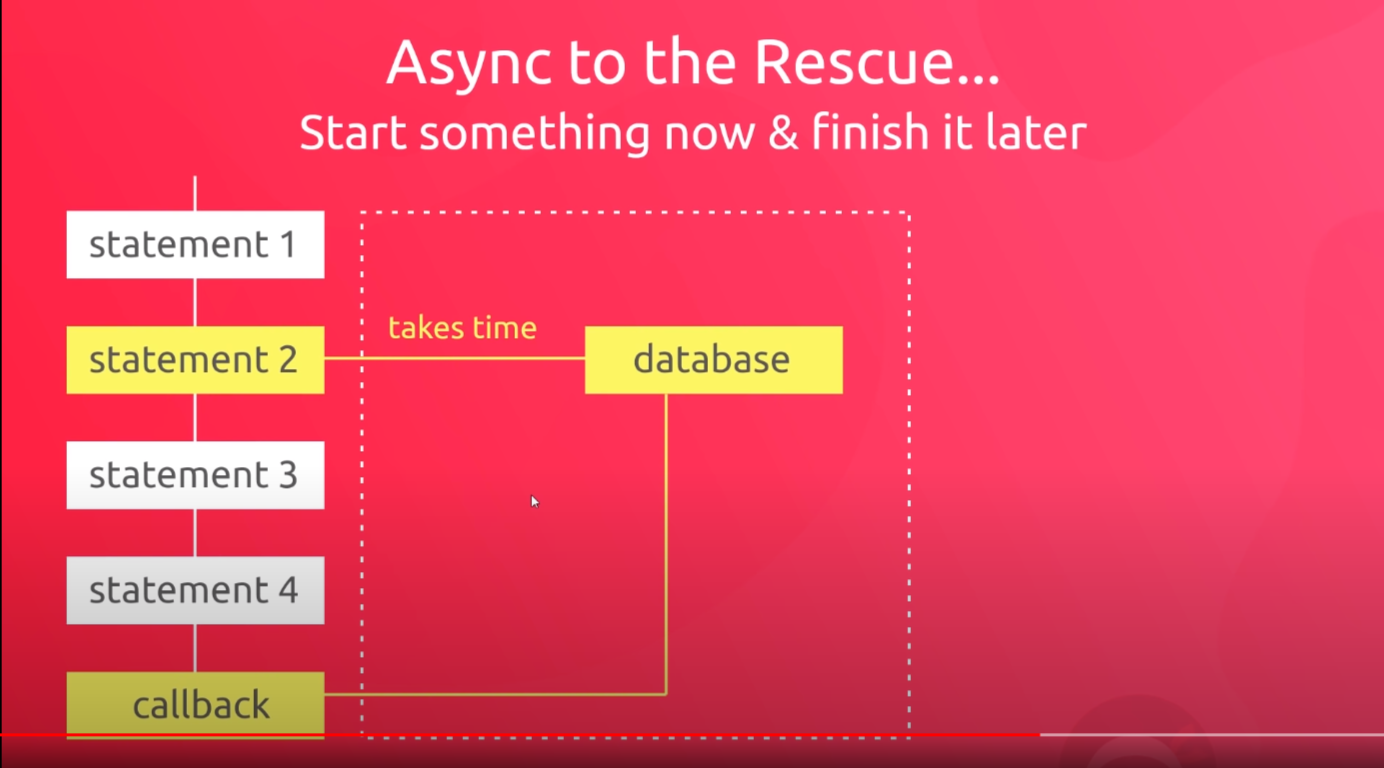 Async to the Rescue...
Start something now & finish it later
statement 1
takes time
statement 2
database
statement 3
statement 4
callback